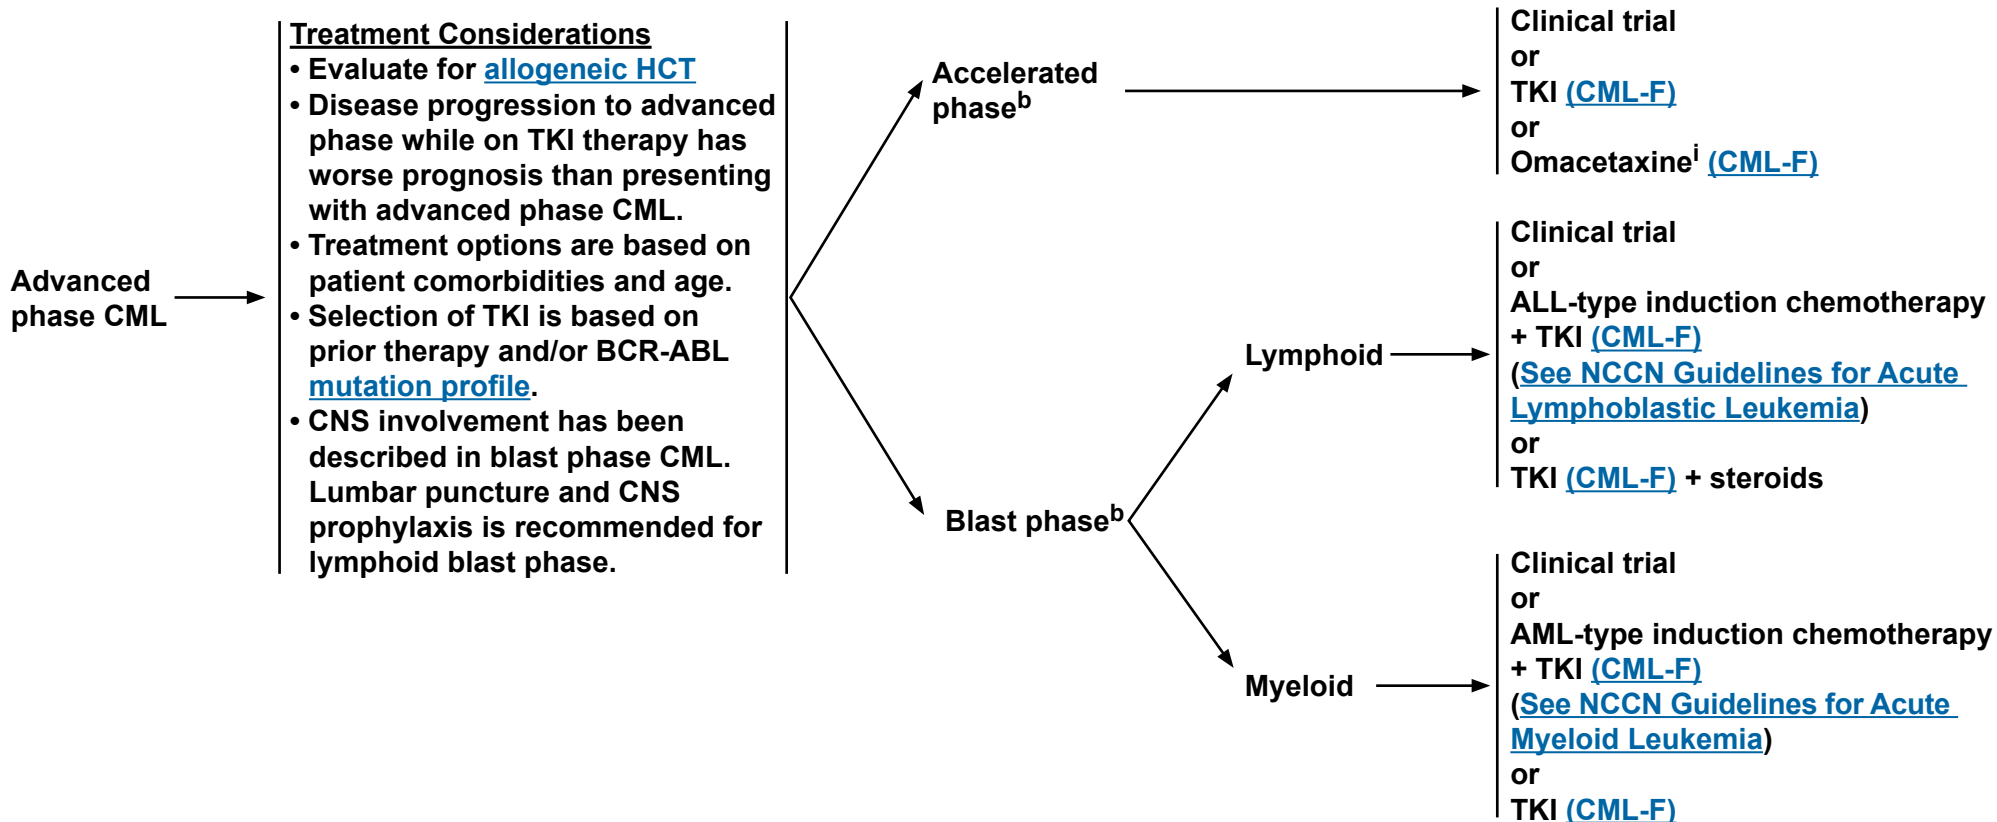 Advanced
phase CML
Treatment Considerations
• Evaluate for allogeneic HCT
• Disease progression to advanced
phase while on TKI therapy has
worse prognosis than presenting
with advanced phase CML.
• Treatment options are based on
patient comorbidities and age.
• Selection of TKI is based on
prior therapy and/or BCR-ABL
mutation profile.
• CNS involvement has been
described in blast phase CML.
Lumbar puncture and CNS
prophylaxis is recommended for
lymphoid blast phase.
Accelerated
phaseᵇ
Clinical trial
or
TKI (CML-F)
or
Omacetaxineⁱ (CML-F)
Blast phaseᵇ
Lymphoid
Clinical trial
or
ALL-type induction chemotherapy
+ TKI (CML-F)
(See NCCN Guidelines for Acute
Lymphoblastic Leukemia)
or
TKI (CML-F) + steroids
Myeloid
Clinical trial
or
AML-type induction chemotherapy
+ TKI (CML-F)
(See NCCN Guidelines for Acute
Myeloid Leukemia)
or
TKI (CML-F)